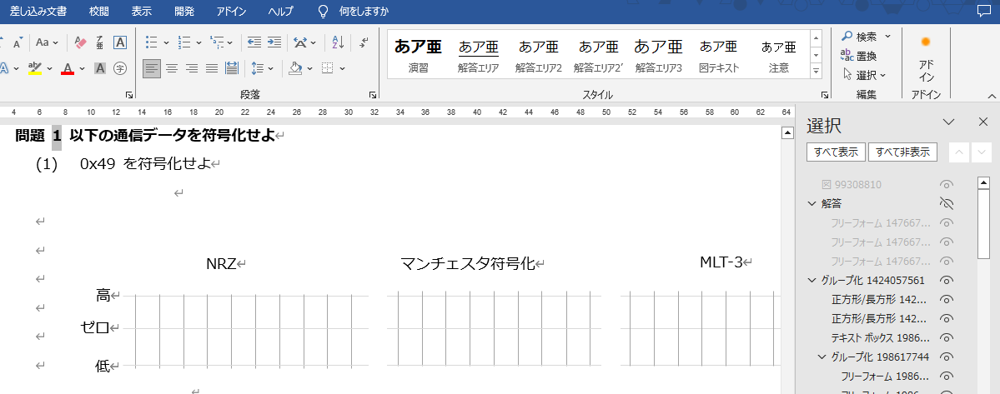 差し込み文書 校閲 表示 開発 アドイン ヘルプ 何をしますか
Aa A
A A 字
あア亜 あア亜 あア亜 あア亜 あア亜 あア亜 あア亜
演習 解答エリア 解答エリア2 解答エリア2' 解答エリア3 図テキスト 注意
検索
置換
選択
アド
イン
段落 スタイル 編集 アドイン
4 6 8 10 12 14 16 18 20 22 24 26 28 30 32 34 36 38 40 42 44 46 48 50 52 54 56 58 60 62 64
問題 1 以下の通信データを符号化せよ
(1) 0x49 を符号化せよ
NRZ マンチェスタ符号化 MLT-3
高
ゼロ
低
選択
すべて表示 すべて非表示
図 99308810
解答
フリーフォーム 147667...
フリーフォーム 147667...
フリーフォーム 147667...
グループ化 1424057561
正方形/長方形 142...
正方形/長方形 142...
テキスト ボックス 1986...
グループ化 198617744
フリーフォーム 1986...